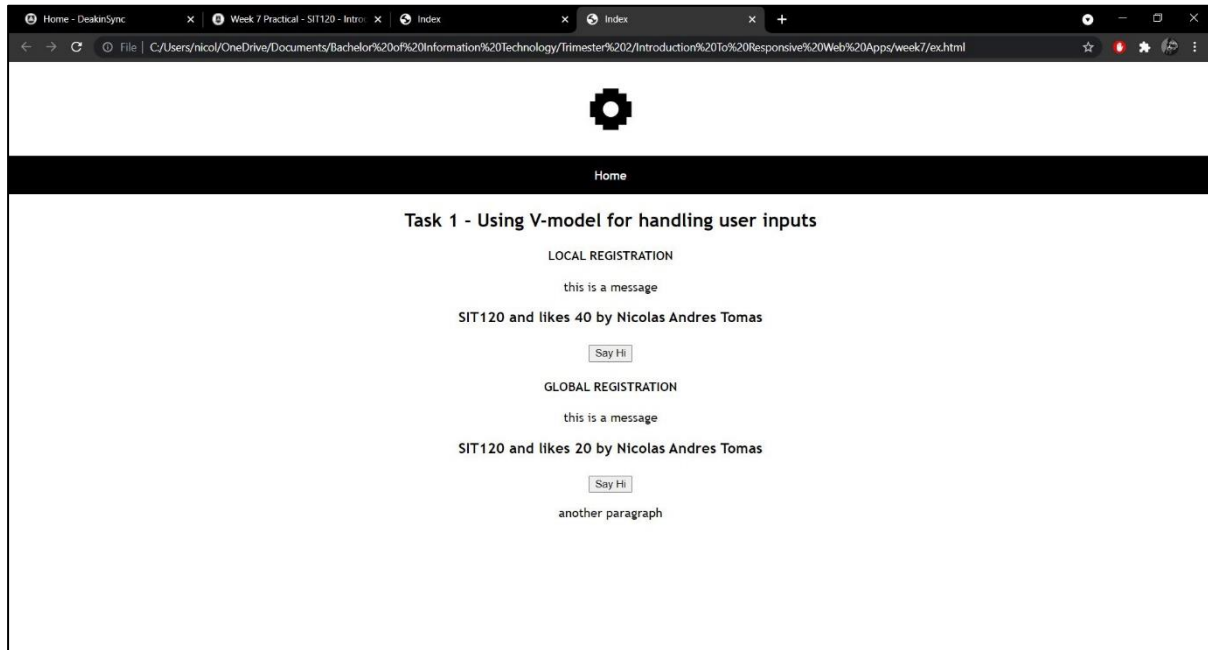 Home - DeakinSync
Week 7 Practical - SIT120 - Introd
Index
Index
File | C:/Users/nicol/OneDrive/Documents/Bachelor%20of%20Information%20Technology/Trimester%202/Introduction%20To%20Responsive%20Web%20Apps/week7/ex.html
Home
Task 1 - Using V-model for handling user inputs
LOCAL REGISTRATION
this is a message
SIT120 and likes 40 by Nicolas Andres Tomas
Say Hi
GLOBAL REGISTRATION
this is a message
SIT120 and likes 20 by Nicolas Andres Tomas
Say Hi
another paragraph